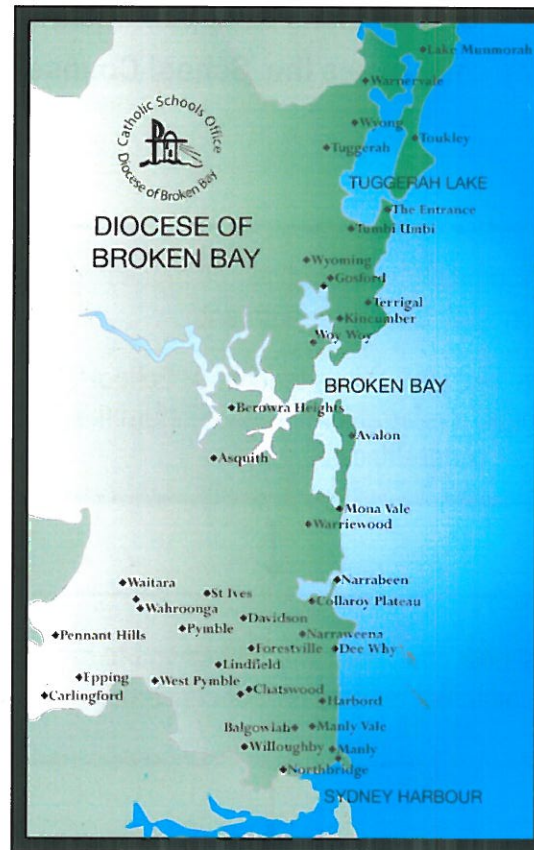 Lake Munmorah
Warnervale
Catholic Schools Office
Diocese of Broken Bay
Wyong
Toukley
Tuggerah
TUGGERAH LAKE
The Entrance
DIOCESE OF
BROKEN BAY
Tumbi Umbi
Wyoming
Gosford
Terrigal
Kincumber
Woy Woy
BROKEN BAY
Berowra Heights
Avalon
Asquith
Mona Vale
Warriewood
Waitara
Narrabeen
St Ives
Collaroy Plateau
Wahroonga
Davidson
Pymble
Pennant Hills
Narraweena
Forestville
Dee Why
Lindfield
Epping
West Pymble
Chatswood
Carlingford
Harbord
Balgowlah
Manly Vale
Willoughby
Manly
Northbridge
SYDNEY HARBOUR